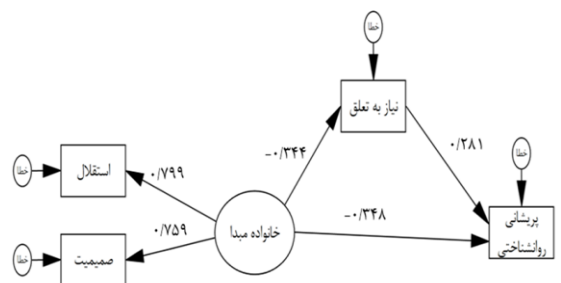 خطا
نیاز به تعلق
۰/۲۸۱
-۰/۳۴۴
خطا
خطا
استقلال
۰/۷۹۹
پریشانی
روانشناختی
-۰/۳۴۸
خانواده مبدا
۰/۷۵۹
خطا
صمیمیت